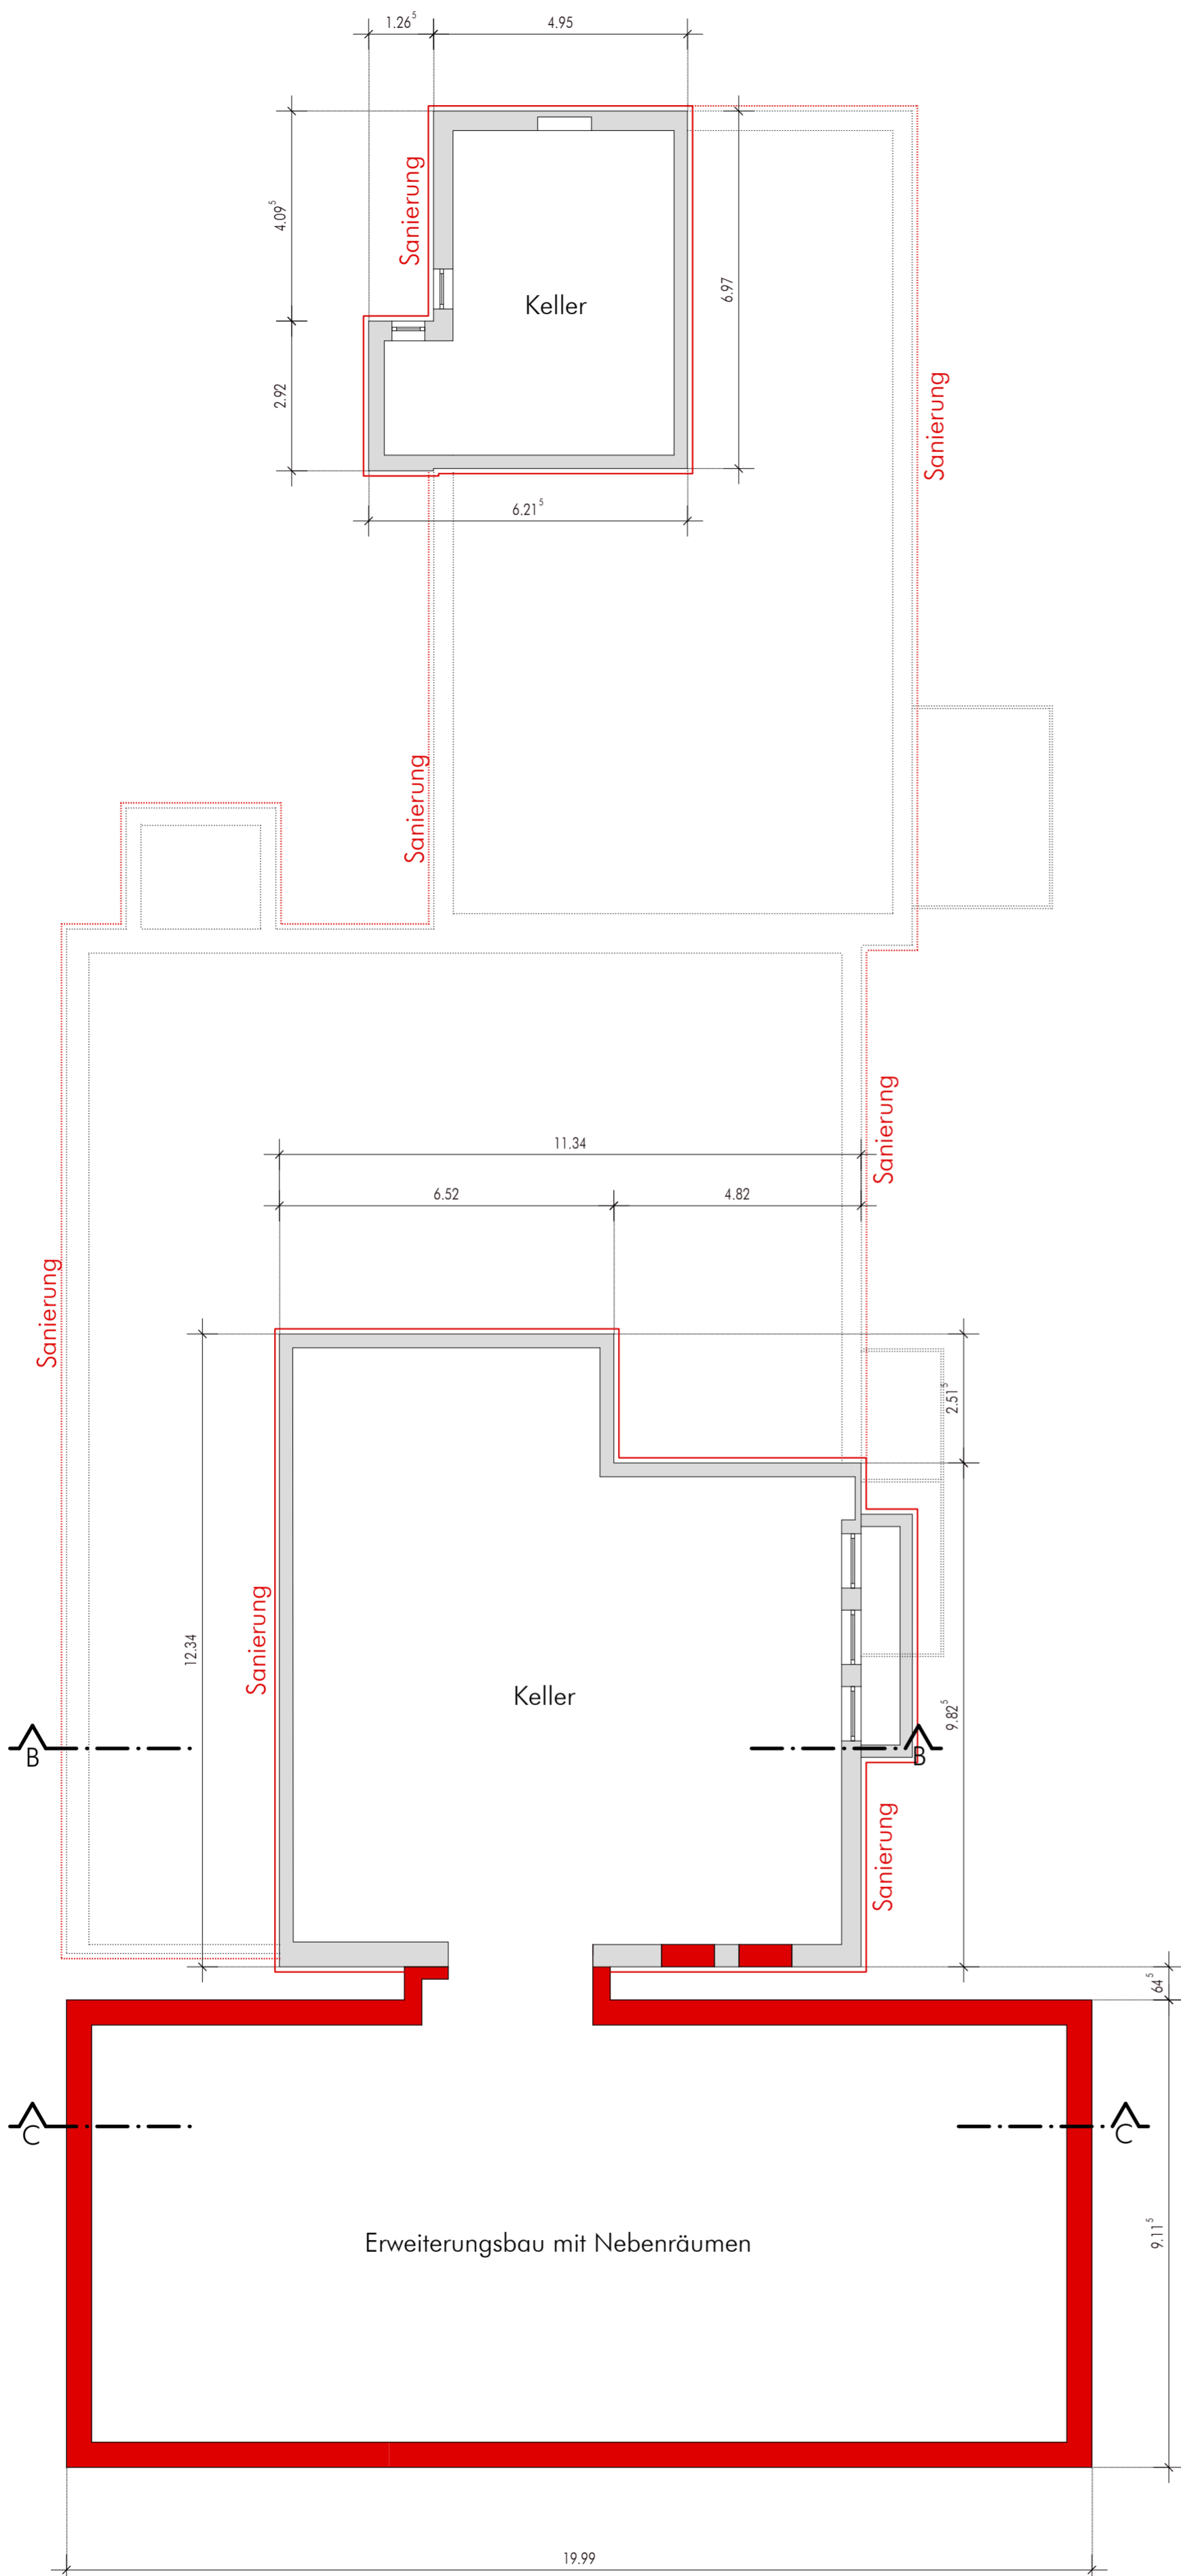 1.26⁵
4.95
4.09⁵
Sanierung
6.97
Keller
2.92
Sanierung
6.21⁵
Sanierung
Sanierung
11.34
6.52
4.82
Sanierung
2.51⁵
Sanierung
12.34
Keller
9.82⁵
B
B
Sanierung
64⁵
C
C
Erweiterungsbau mit Nebenräumen
9.11⁵
19.99